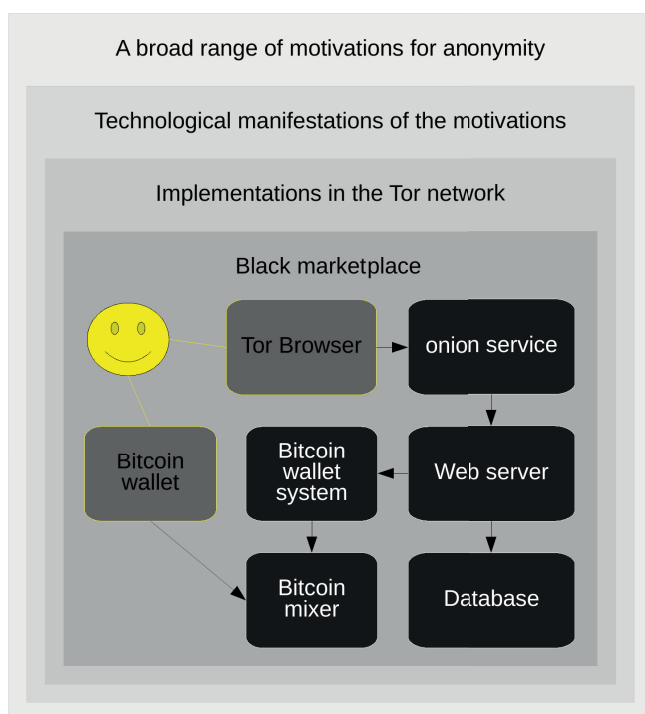 A broad range of motivations for anonymity
Technological manifestations of the motivations
Implementations in the Tor network
Black marketplace
Tor Browser
onion service
Bitcoin
wallet
Bitcoin
wallet
system
Web server
Bitcoin
mixer
Database